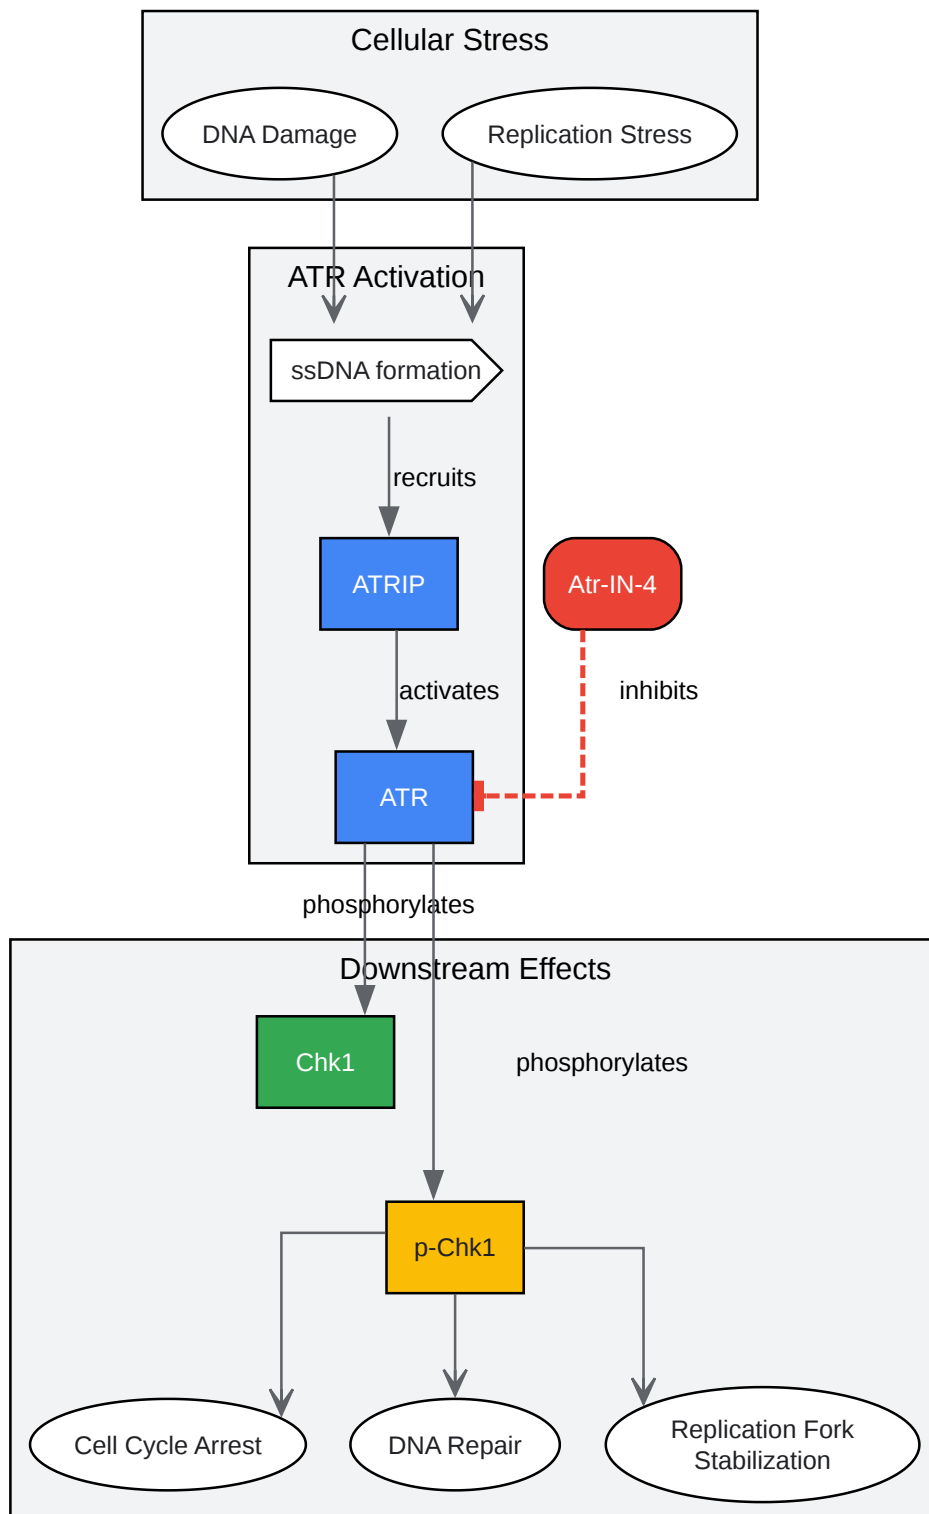 Cellular Stress
DNA Damage
Replication Stress
ATR Activation
ssDNA formation
recruits
ATRIP
Atr-IN-4
activates
inhibits
ATR
phosphorylates
Downstream Effects
Chk1
phosphorylates
p-Chk1
Cell Cycle Arrest
DNA Repair
Replication Fork
Stabilization